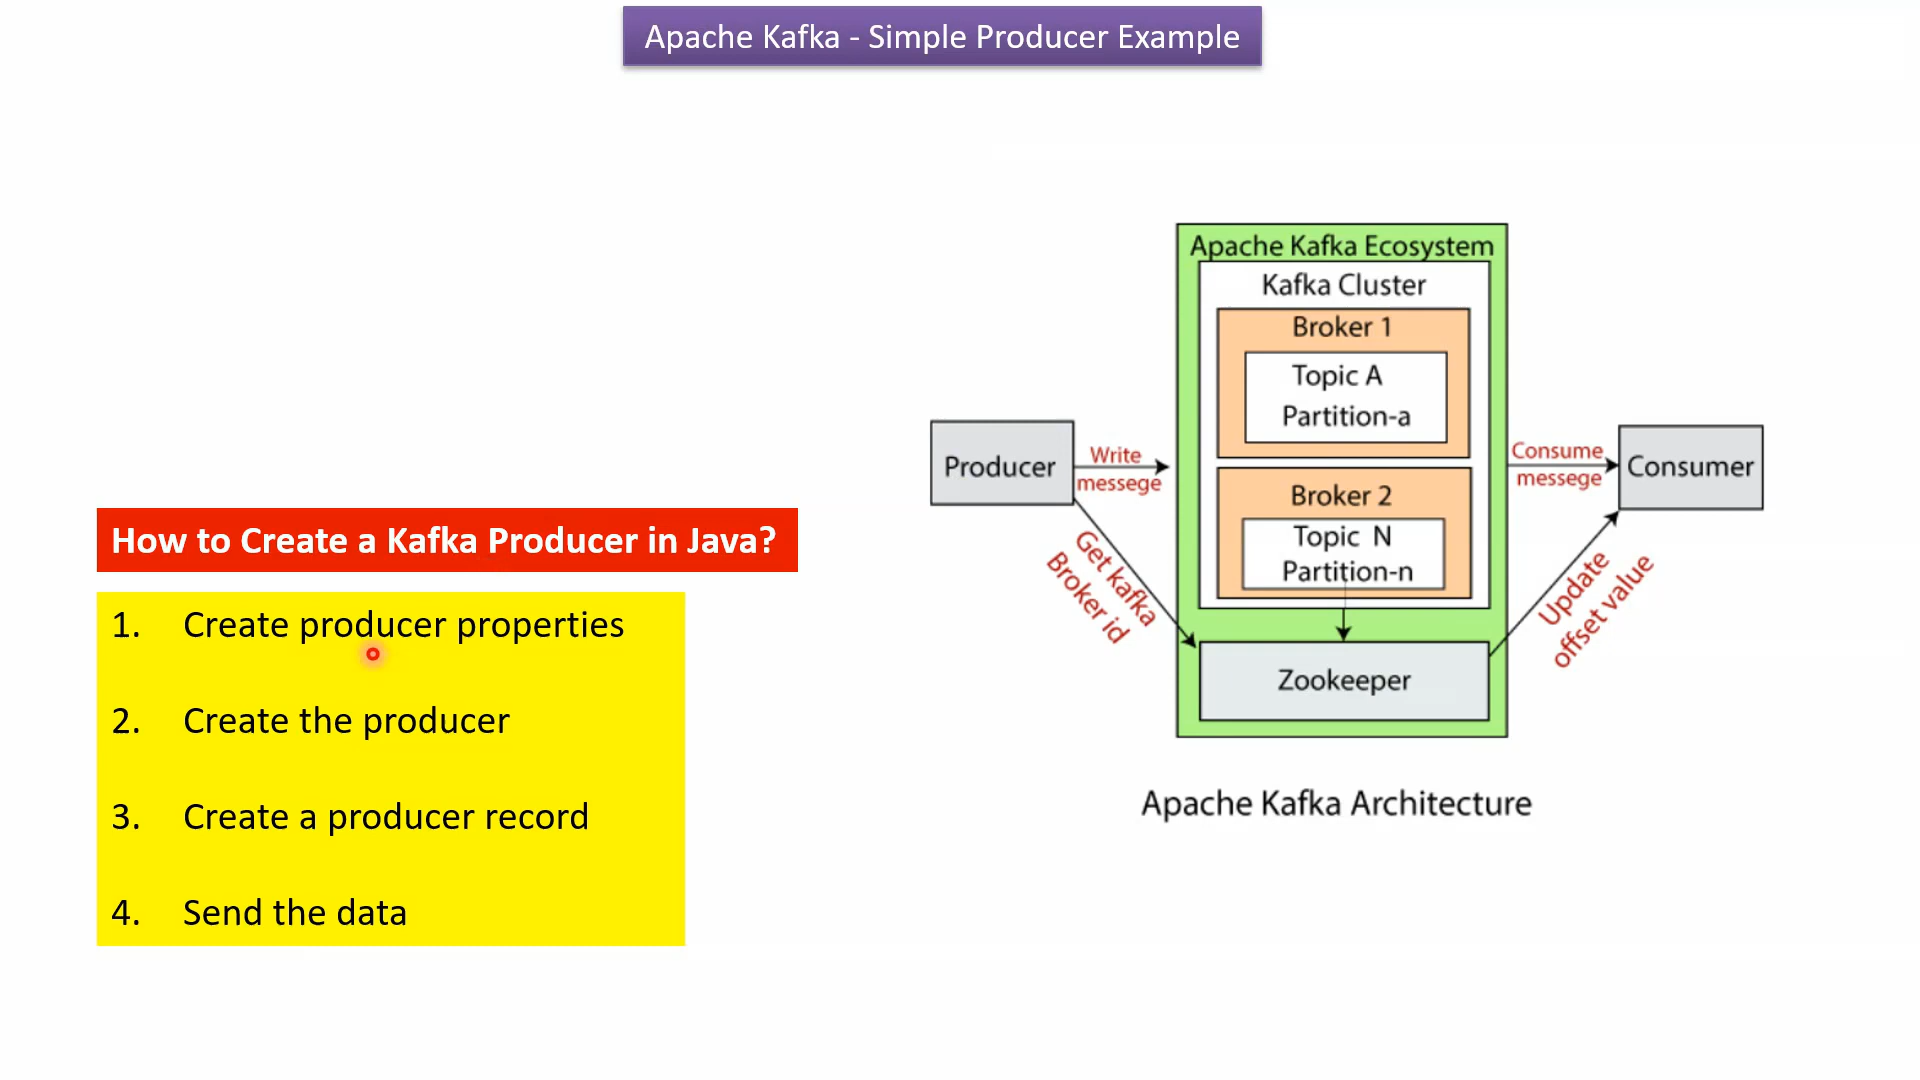 Apache Kafka - Simple Producer Example
How to Create a Kafka Producer in Java?
1. Create producer properties
2. Create the producer
3. Create a producer record
4. Send the data
Apache Kafka Ecosystem
Kafka Cluster
Broker 1
Topic A
Partition-a
Broker 2
Topic N
Partition-n
Zookeeper
Producer
Write
messege
Get kafka
Broker id
Consume
messege
Consumer
Update
offset value
Apache Kafka Architecture